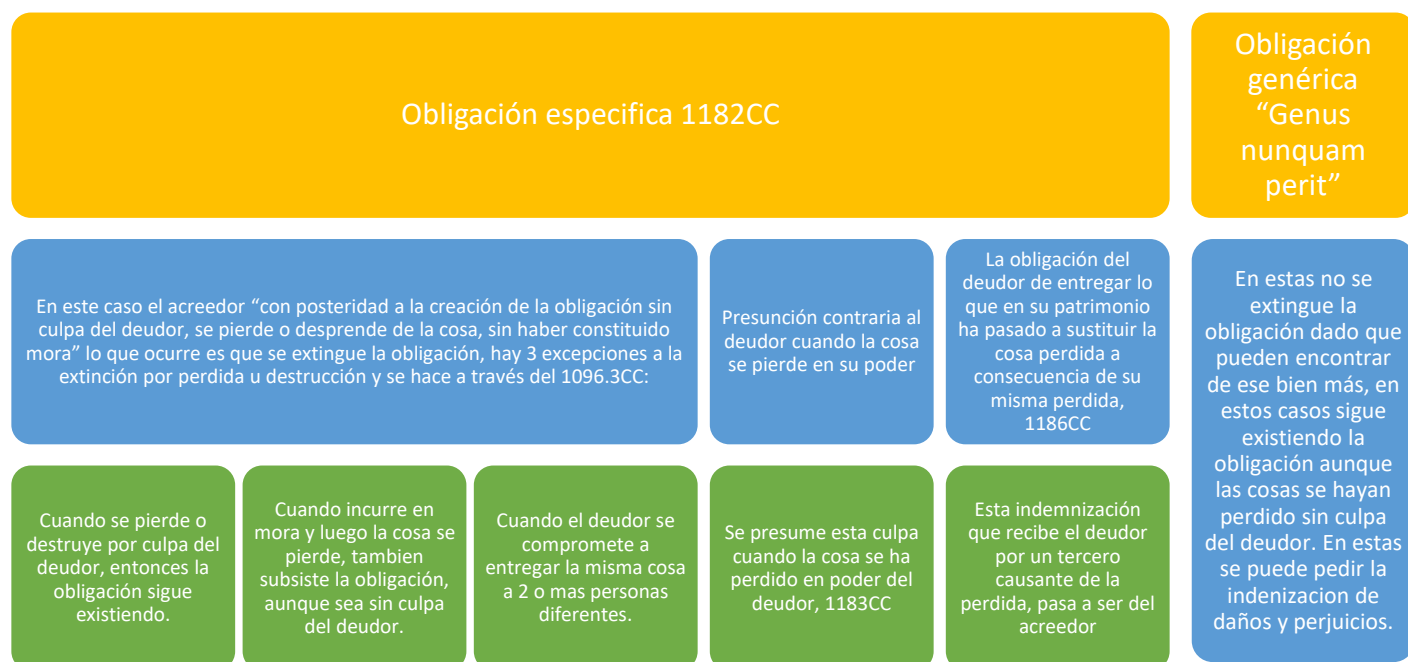 Obligación especifica 1182CC
Obligación
genérica
“Genus
nunquam
perit”
En este caso el acreedor “con posteridad a la creación de la obligación sin
culpa del deudor, se pierde o desprende de la cosa, sin haber constituido
mora” lo que ocurre es que se extingue la obligación, hay 3 excepciones a la
extinción por perdida u destrucción y se hace a través del 1096.3CC:
Presunción contraria al
deudor cuando la cosa
se pierde en su poder
La obligación del
deudor de entregar lo
que en su patrimonio
ha pasado a sustituir la
cosa perdida a
consecuencia de su
misma perdida,
1186CC
En estas no se
extingue la
obligación dado que
pueden encontrar
de ese bien más, en
estos casos sigue
existiendo la
obligación aunque
las cosas se hayan
perdido sin culpa
del deudor. En estas
se puede pedir la
indenizacion de
daños y perjuicios.
Cuando se pierde o
destruye por culpa del
deudor, entonces la
obligación sigue
existiendo.
Cuando incurre en
mora y luego la cosa se
pierde, tambien
subsiste la obligación,
aunque sea sin culpa
del deudor.
Cuando el deudor se
compromete a
entregar la misma cosa
a 2 o mas personas
diferentes.
Se presume esta culpa
cuando la cosa se ha
perdido en poder del
deudor, 1183CC
Esta indemnización
que recibe el deudor
por un tercero
causante de la
perdida, pasa a ser del
acreedor